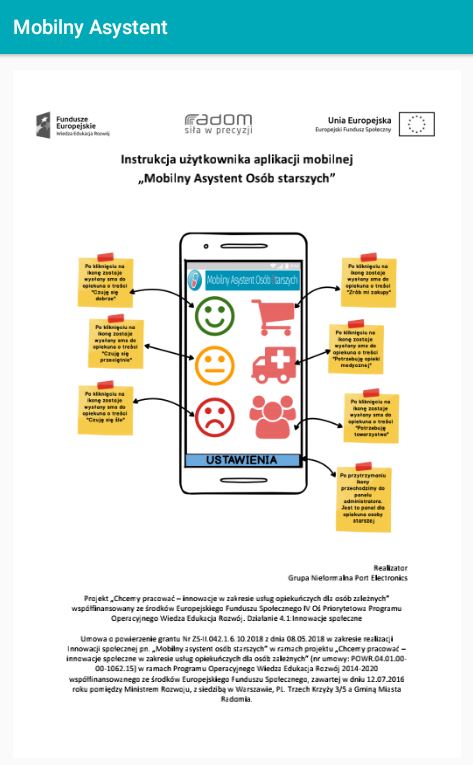 Mobilny Asystent
Fundusze
Europejskie
Wiedza Edukacja Rozwój
radom
siła w precyzji
Unia Europejska
Europejski Fundusz Społeczny
Instrukcja użytkownika aplikacji mobilnej
„Mobilny Asystent Osób starszych”
Po kliknięciu na
ikonę zostaje
wysłany sms do
opiekuna o treści
"Czuję się
dobrze"
Po kliknięciu na
ikonę zostaje
wysłany sms do
opiekuna o treści
"Czuję się
przeciętnie"
Po kliknięciu na
ikonę zostaje
wysłany sms do
opiekuna o treści
"Czuję się źle"
Mobilny Asystent Osób Starszych
USTAWIENIA
Po kliknięciu na
ikonę zostaje
wysłany sms do
opiekuna o treści
"Zrób mi zakupy"
Po kliknięciu na
ikonę zostaje
wysłany sms do
opiekuna o treści
"Potrzebuję opieki
medycznej"
Po kliknięciu na
ikonę zostaje
wysłany sms do
opiekuna o treści
"Potrzebuję
towarzystwa"
Po przytrzymaniu
ikony
przechodzimy do
panelu
administratora.
Jest to panel dla
opiekuna osoby
starszej
Realizator
Grupa Nieformalna Port Electronics
Projekt „Chcemy pracować – innowacje w zakresie usług opiekuńczych dla osób zależnych”
współfinansowany ze środków Europejskiego Funduszu Społecznego IV Oś Priorytetowa Programu
Operacyjnego Wiedza Edukacja Rozwój. Działanie 4.1 Innowacje społeczne
Umowa o powierzenie grantu Nr ZS-II.042.1.6.10.2018 z dnia 08.05.2018 w zakresie realizacji
Innowacji społecznej pn. „Mobilny asystent osób starszych” w ramach projektu „Chcemy pracować –
innowacje społeczne w zakresie usług opiekuńczych dla osób zależnych” (nr umowy: POWR.04.01.00-
00-1062.15) w ramach Programu Operacyjnego Wiedza Edukacja Rozwój 2014-2020
współfinansowanego ze środków Europejskiego Funduszu Społecznego, zawartej w dniu 12.07.2016
roku pomiędzy Ministrem Rozwoju, z siedzibą w Warszawie, PL. Trzech Krzyży 3/5 a Gminą Miasta
Radomia.